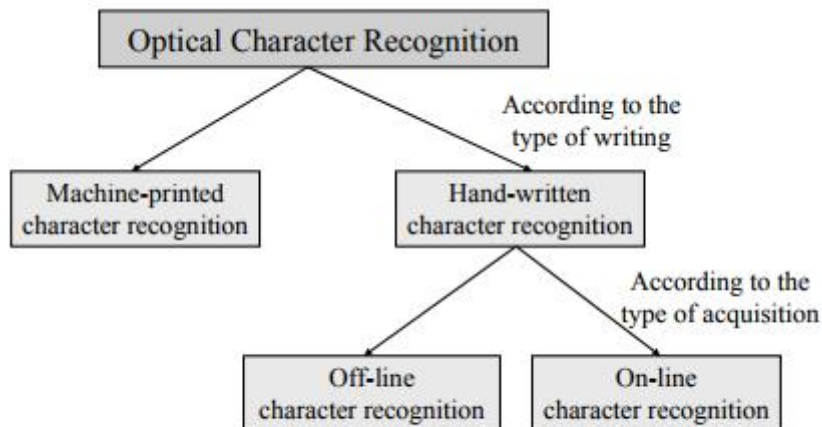 Optical Character Recognition
According to the
type of writing
Machine-printed
character recognition
Hand-written
character recognition
According to the
type of acquisition
Off-line
character recognition
On-line
character recognition